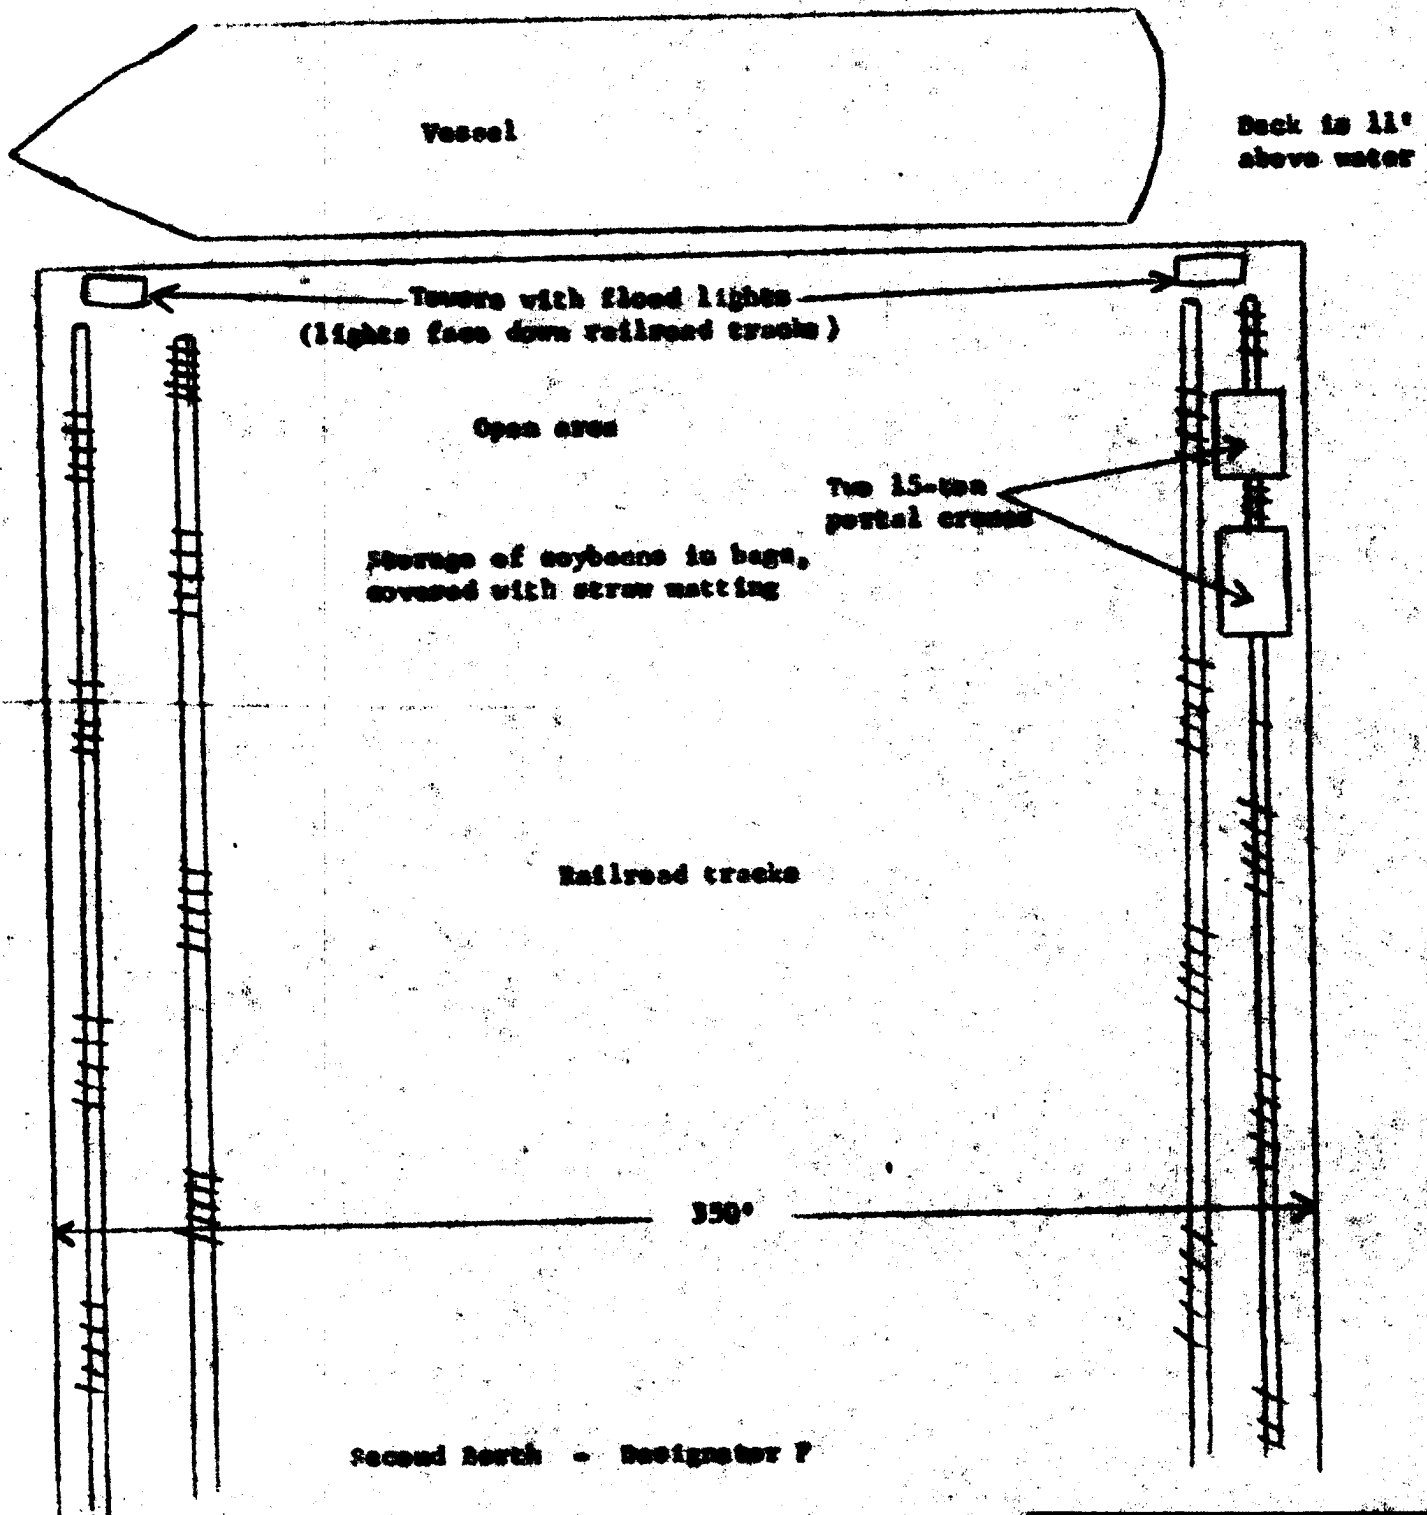 Vessel
Deck is 11'
above water
Towers with flood lights
(lights face down railroad tracks)
Open area
Two 15-ton
portal cranes
Storage of soybeans in bags,
covered with straw matting
Railroad tracks
350'
Second Berth - Designator F